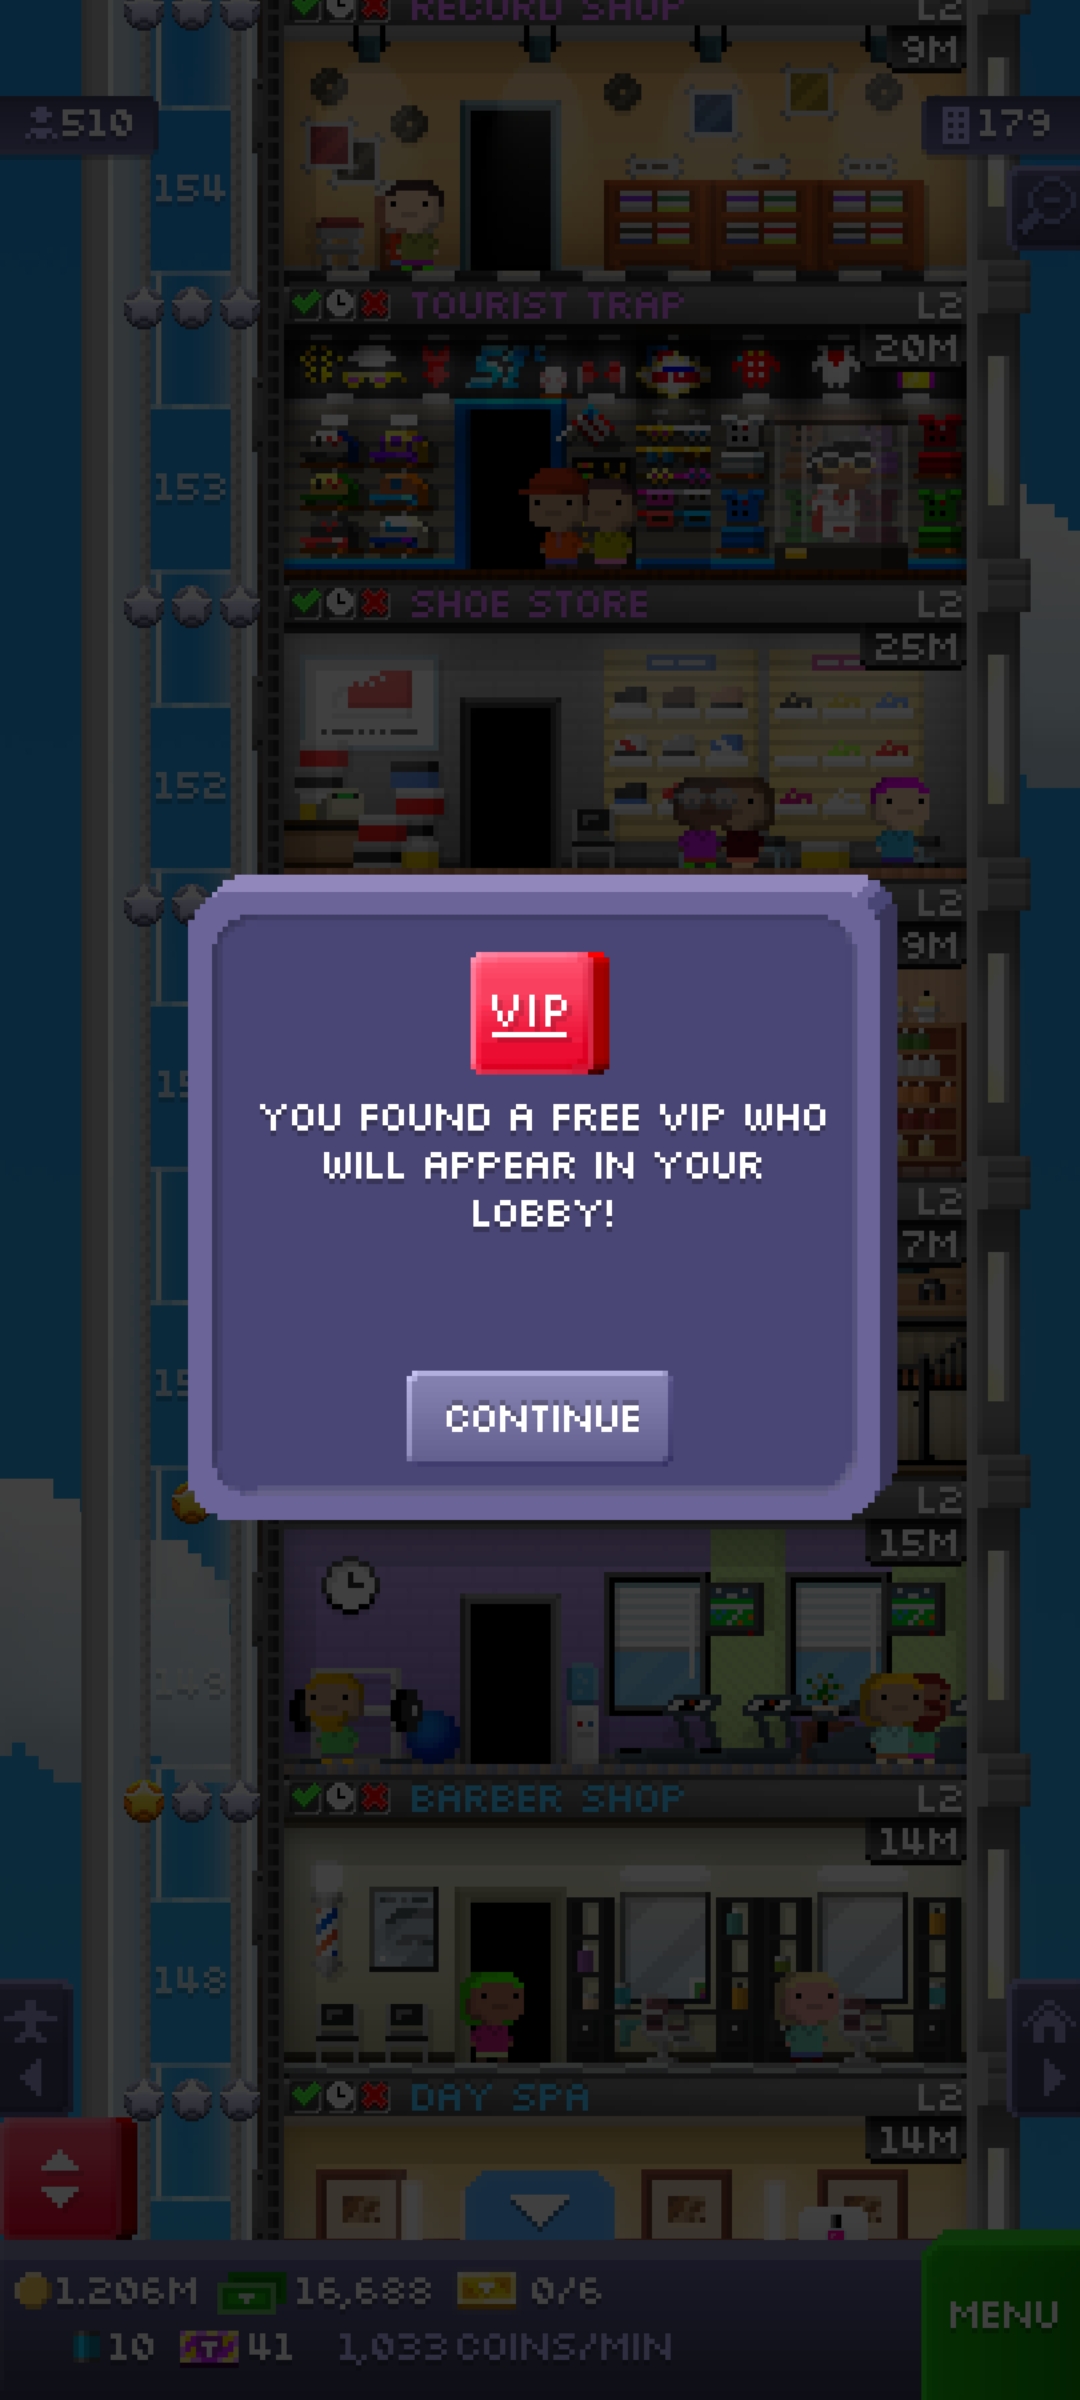 RECORD SHOP L2
9M
510
179
154
TOURIST TRAP L2
20M
153
SHOE STORE L2
25M
152
L2
9M
VIP
YOU FOUND A FREE VIP WHO
WILL APPEAR IN YOUR
LOBBY!
L2
7M
CONTINUE
L2
15M
BARBER SHOP L2
14M
148
DAY SPA L2
14M
1.206M 16,688 0/6
MENU
10 T 41 1,033 COINS/MIN